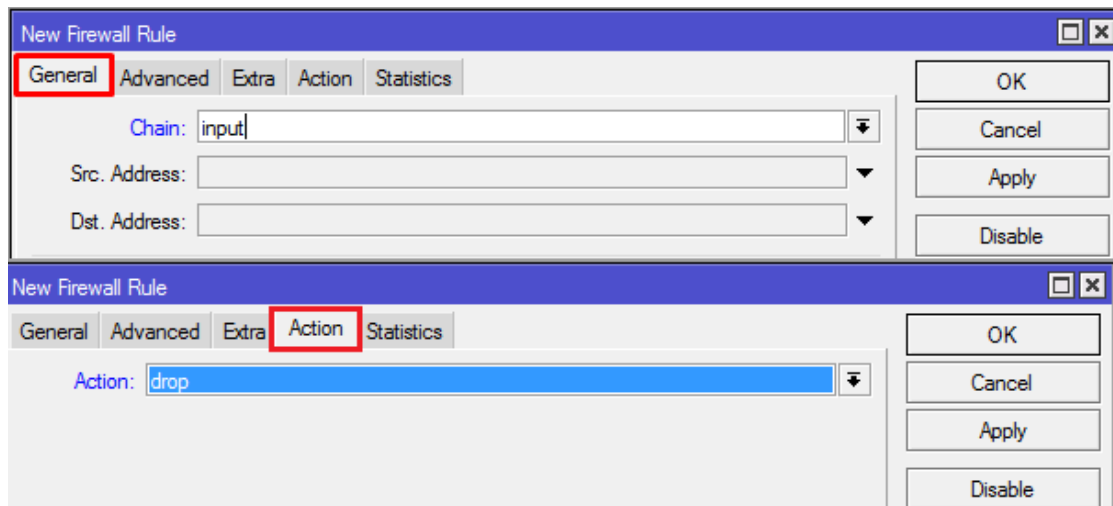 New Firewall Rule
General Advanced Extra Action Statistics
OK
Chain: input
Cancel
Src. Address:
Apply
Dst. Address:
Disable
New Firewall Rule
General Advanced Extra Action Statistics
OK
Action: drop
Cancel
Apply
Disable